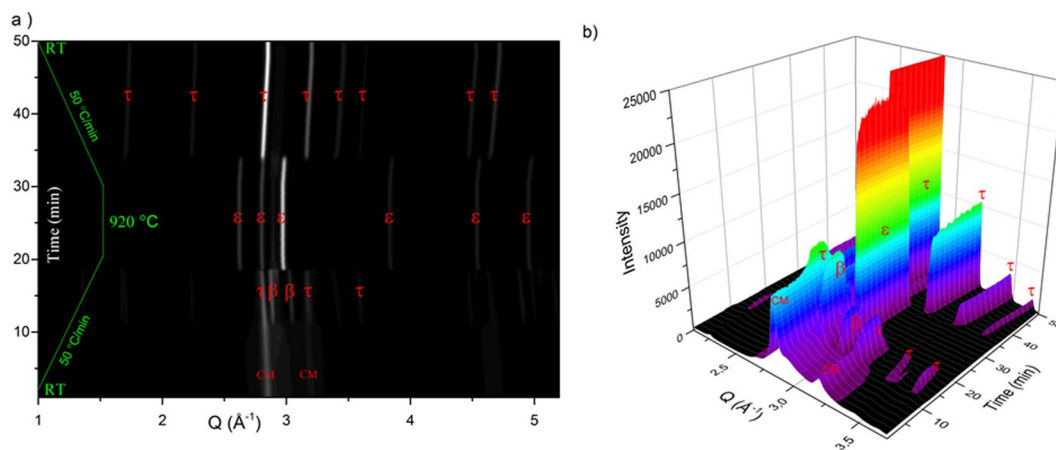 a )
50
40
30
20
10
Time (min)
RT
50 °C/min
920 °C
50 °C/min
RT
τ τ τ τ τ τ τ τ
ε ε ε ε ε ε
τ β β τ τ
CM CM
1 2 3 4 5
Q (Å⁻¹)
b)
25000
20000
15000
10000
5000
0
Intensity
τ
ε
τ
β
CM
β
τ
CM
τ
τ
τ
τ
2.5
3.0
3.5
Q (Å⁻¹)
10
20
30
40
50
Time (min)